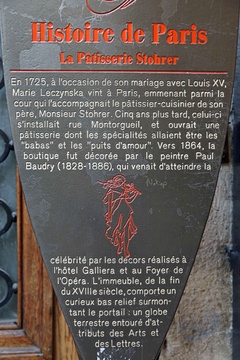 Histoire de Paris
La Pâtisserie Stohrer
En 1725, à l'occasion de son mariage avec Louis XV,
Marie Leczynska vint à Paris, emmenant parmi la
cour qui l'accompagnait le pâtissier-cuisinier de son
père, Monsieur Stohrer. Cinq ans plus tard, celui-ci
s'installait rue Montorgueil, et ouvrait une
pâtisserie dont les spécialités allaient être les
"babas" et les "puits d'amour". Vers 1864, la
boutique fut décorée par le peintre Paul
Baudry (1828-1886), qui venait d'atteindre la
célébrité par les décors réalisés à
l'hôtel Galliera et au Foyer de
l'Opéra. L'immeuble, de la fin
du XVIIIe siècle, comporte un
curieux bas relief surmon-
tant le portail : un globe
terrestre entouré d'at-
tributs des Arts et
des Lettres.